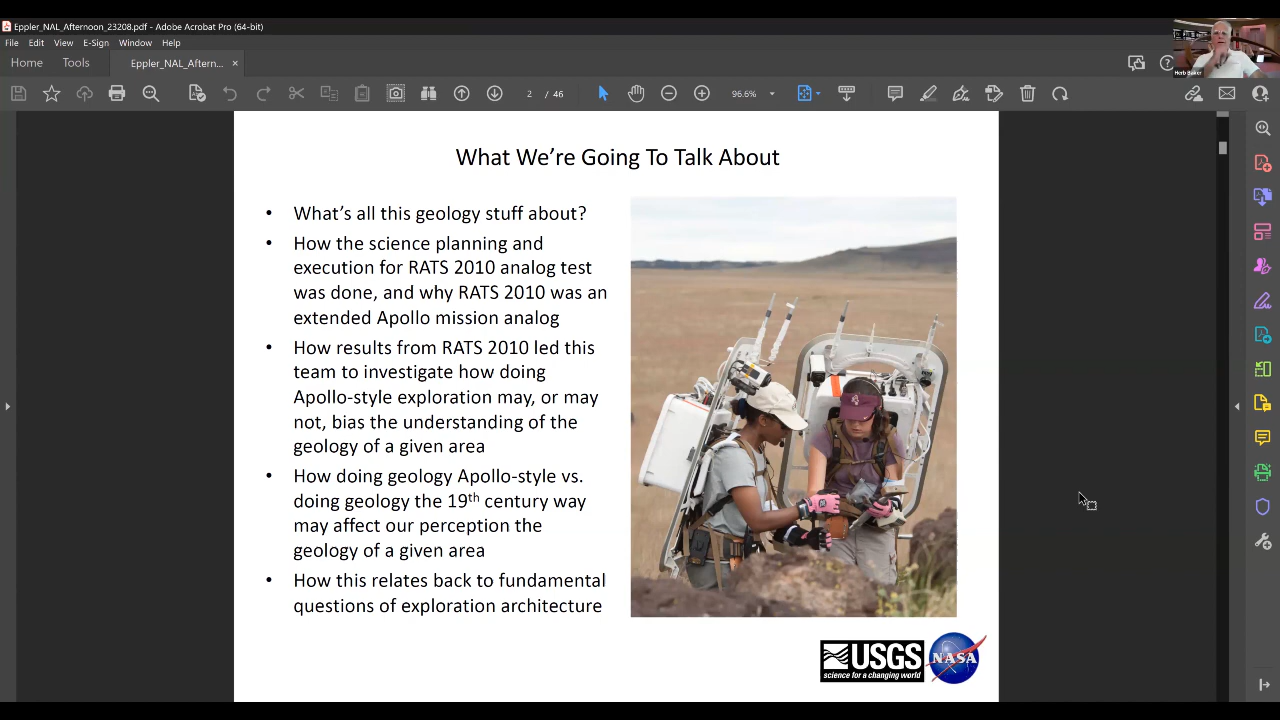 Eppler_NAL_Afternoon_23208.pdf - Adobe Acrobat Pro (64-bit)
File Edit View E-Sign Window Help
Home Tools Eppler_NAL_Aftern... ×
2 / 46 96.6%
Herb Baker
What We’re Going To Talk About
• What’s all this geology stuff about?
• How the science planning and
execution for RATS 2010 analog test
was done, and why RATS 2010 was an
extended Apollo mission analog
• How results from RATS 2010 led this
team to investigate how doing
Apollo-style exploration may, or may
not, bias the understanding of the
geology of a given area
• How doing geology Apollo-style vs.
doing geology the 19th century way
may affect our perception the
geology of a given area
• How this relates back to fundamental
questions of exploration architecture
USGS
science for a changing world
NASA